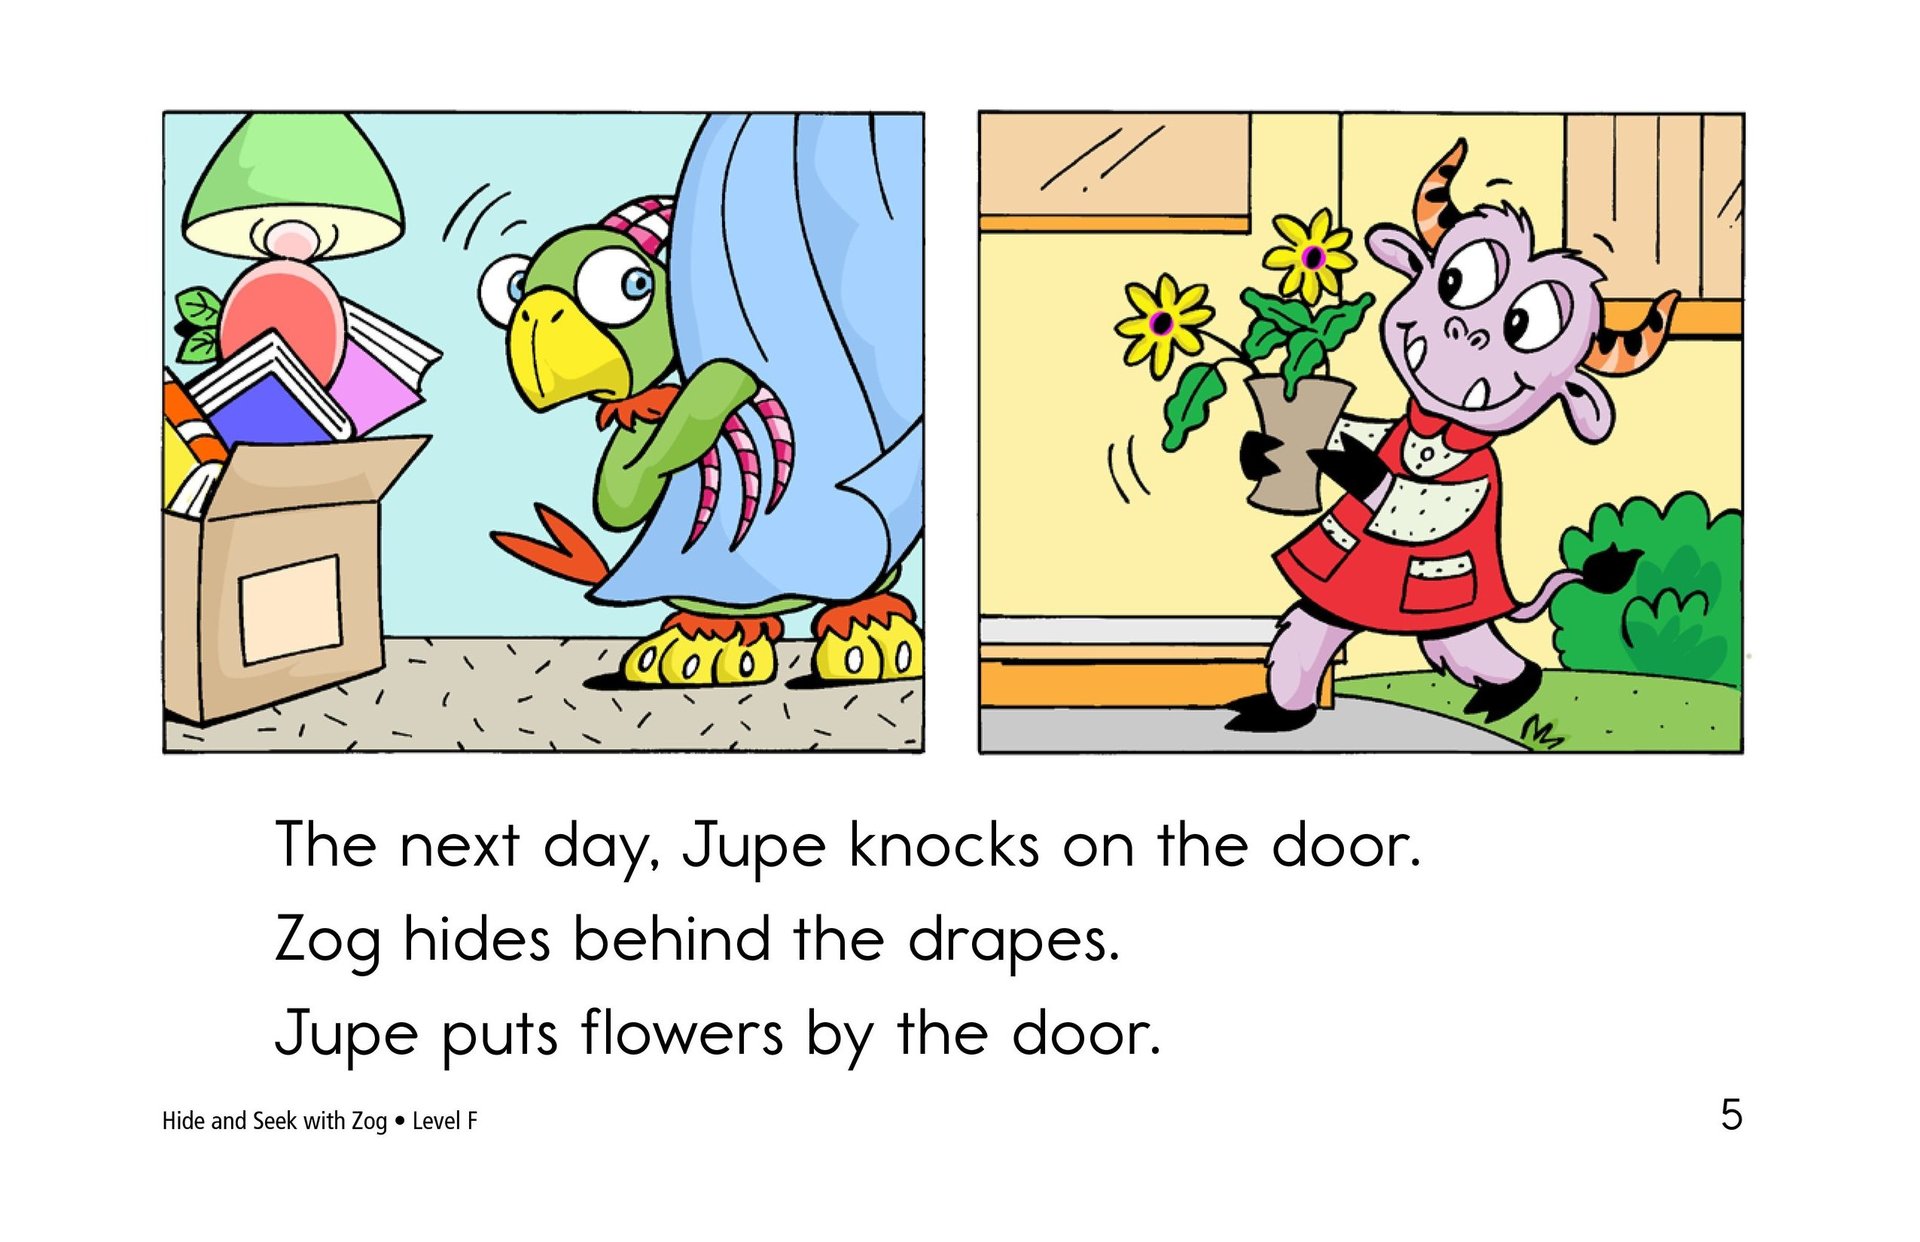 The next day, Jupe knocks on the door.
Zog hides behind the drapes.
Jupe puts flowers by the door.
Hide and Seek with Zog • Level F
5